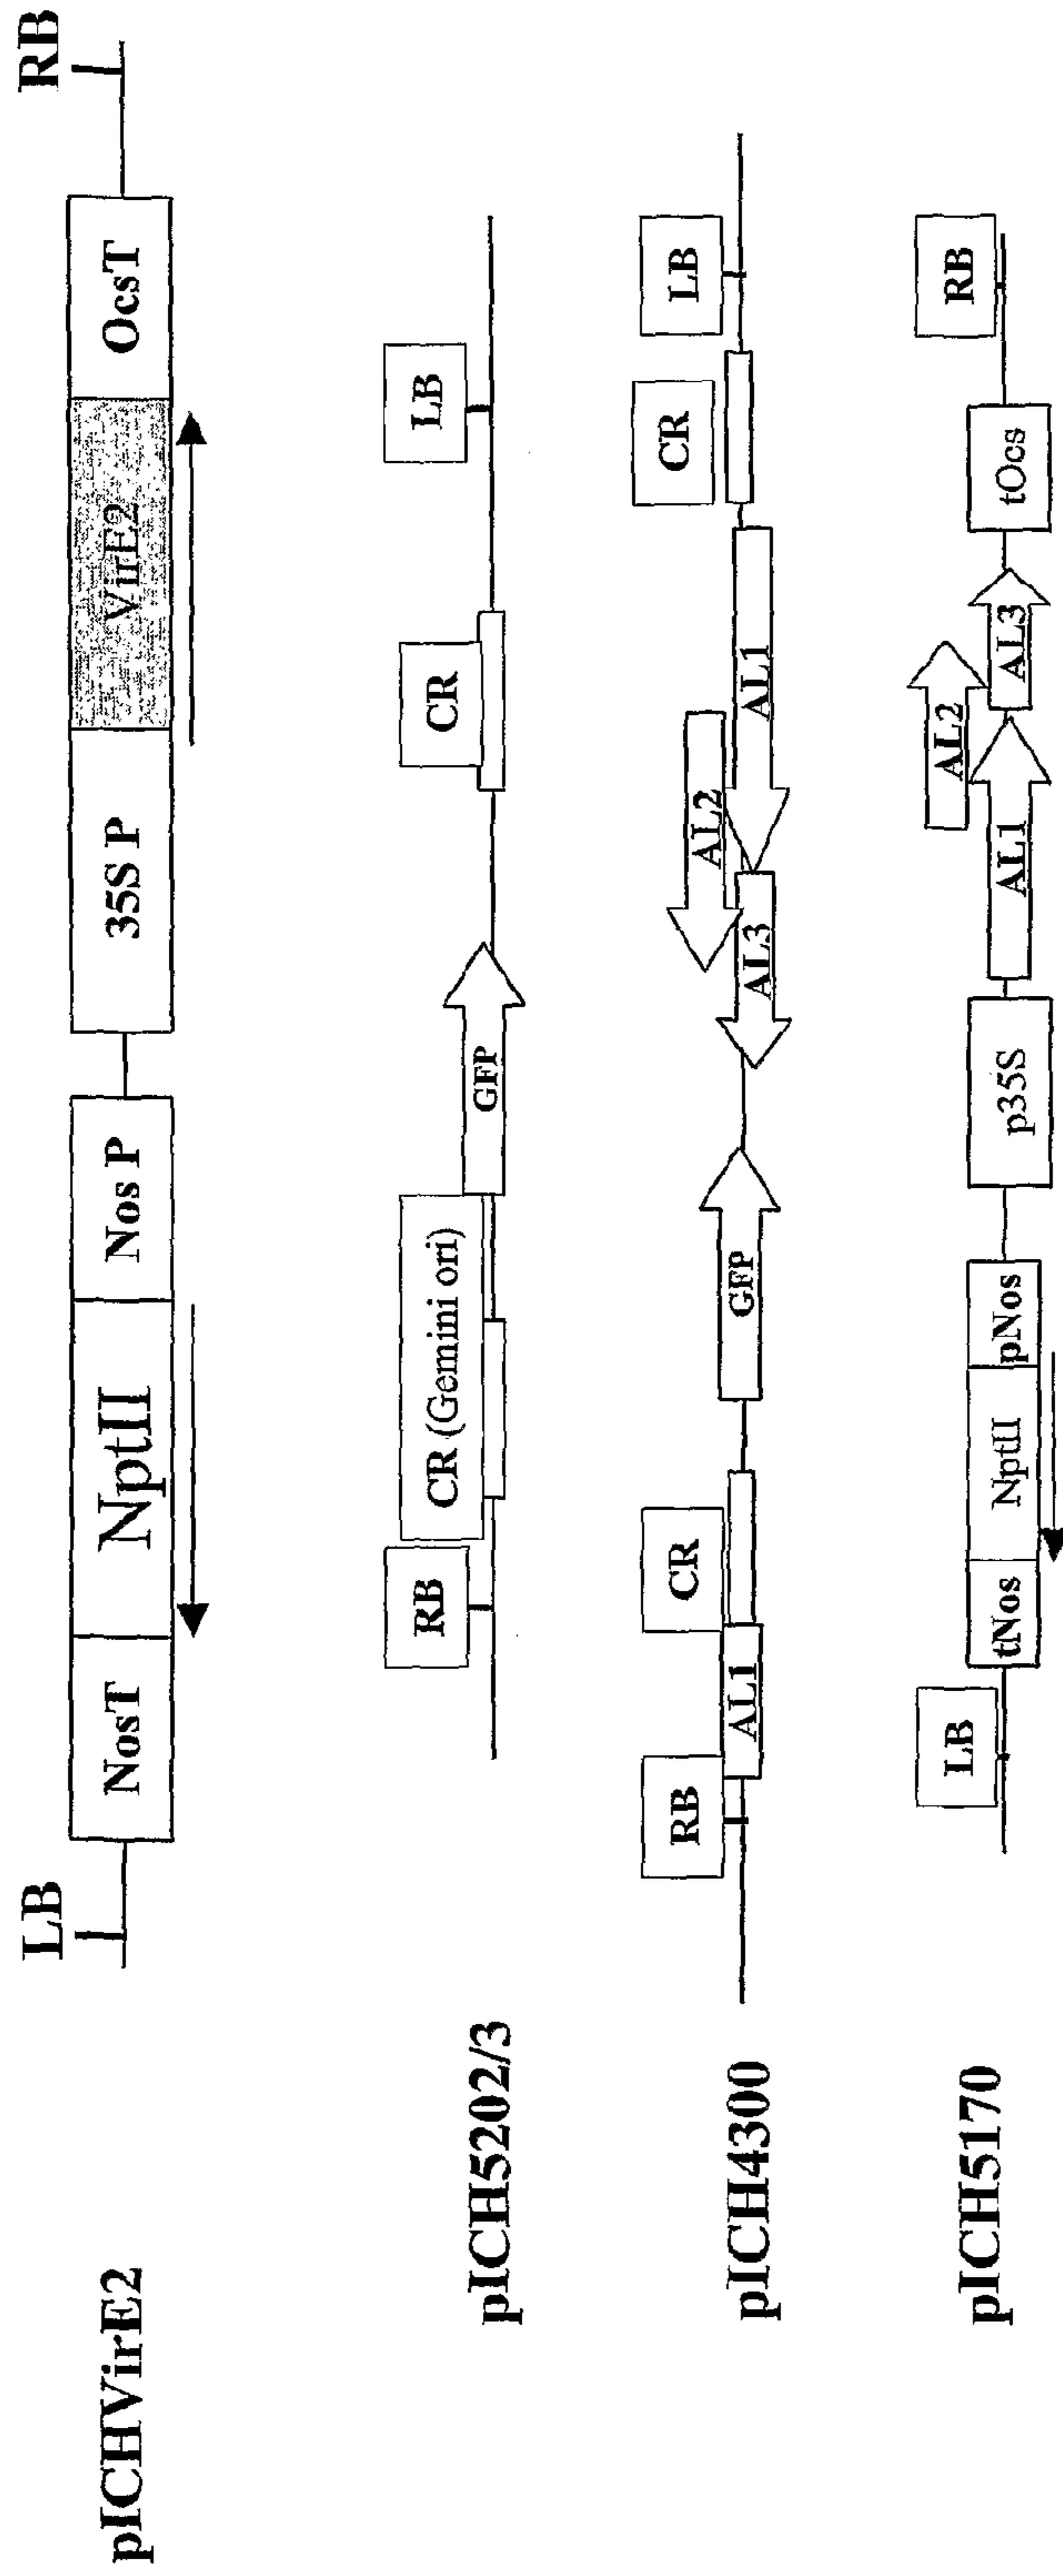 pICHVirE2
LB NosT NptII Nos P 35S P VirE2 OcsT RB
pICH5202/3
RB CR (Gemini ori) GFP CR LB
pICH4300
RB AL1 CR GFP AL3 AL2 AL1 CR LB
pICH5170
LB tNos NptII pNos p35S AL1 AL2 AL3 tOcs RB